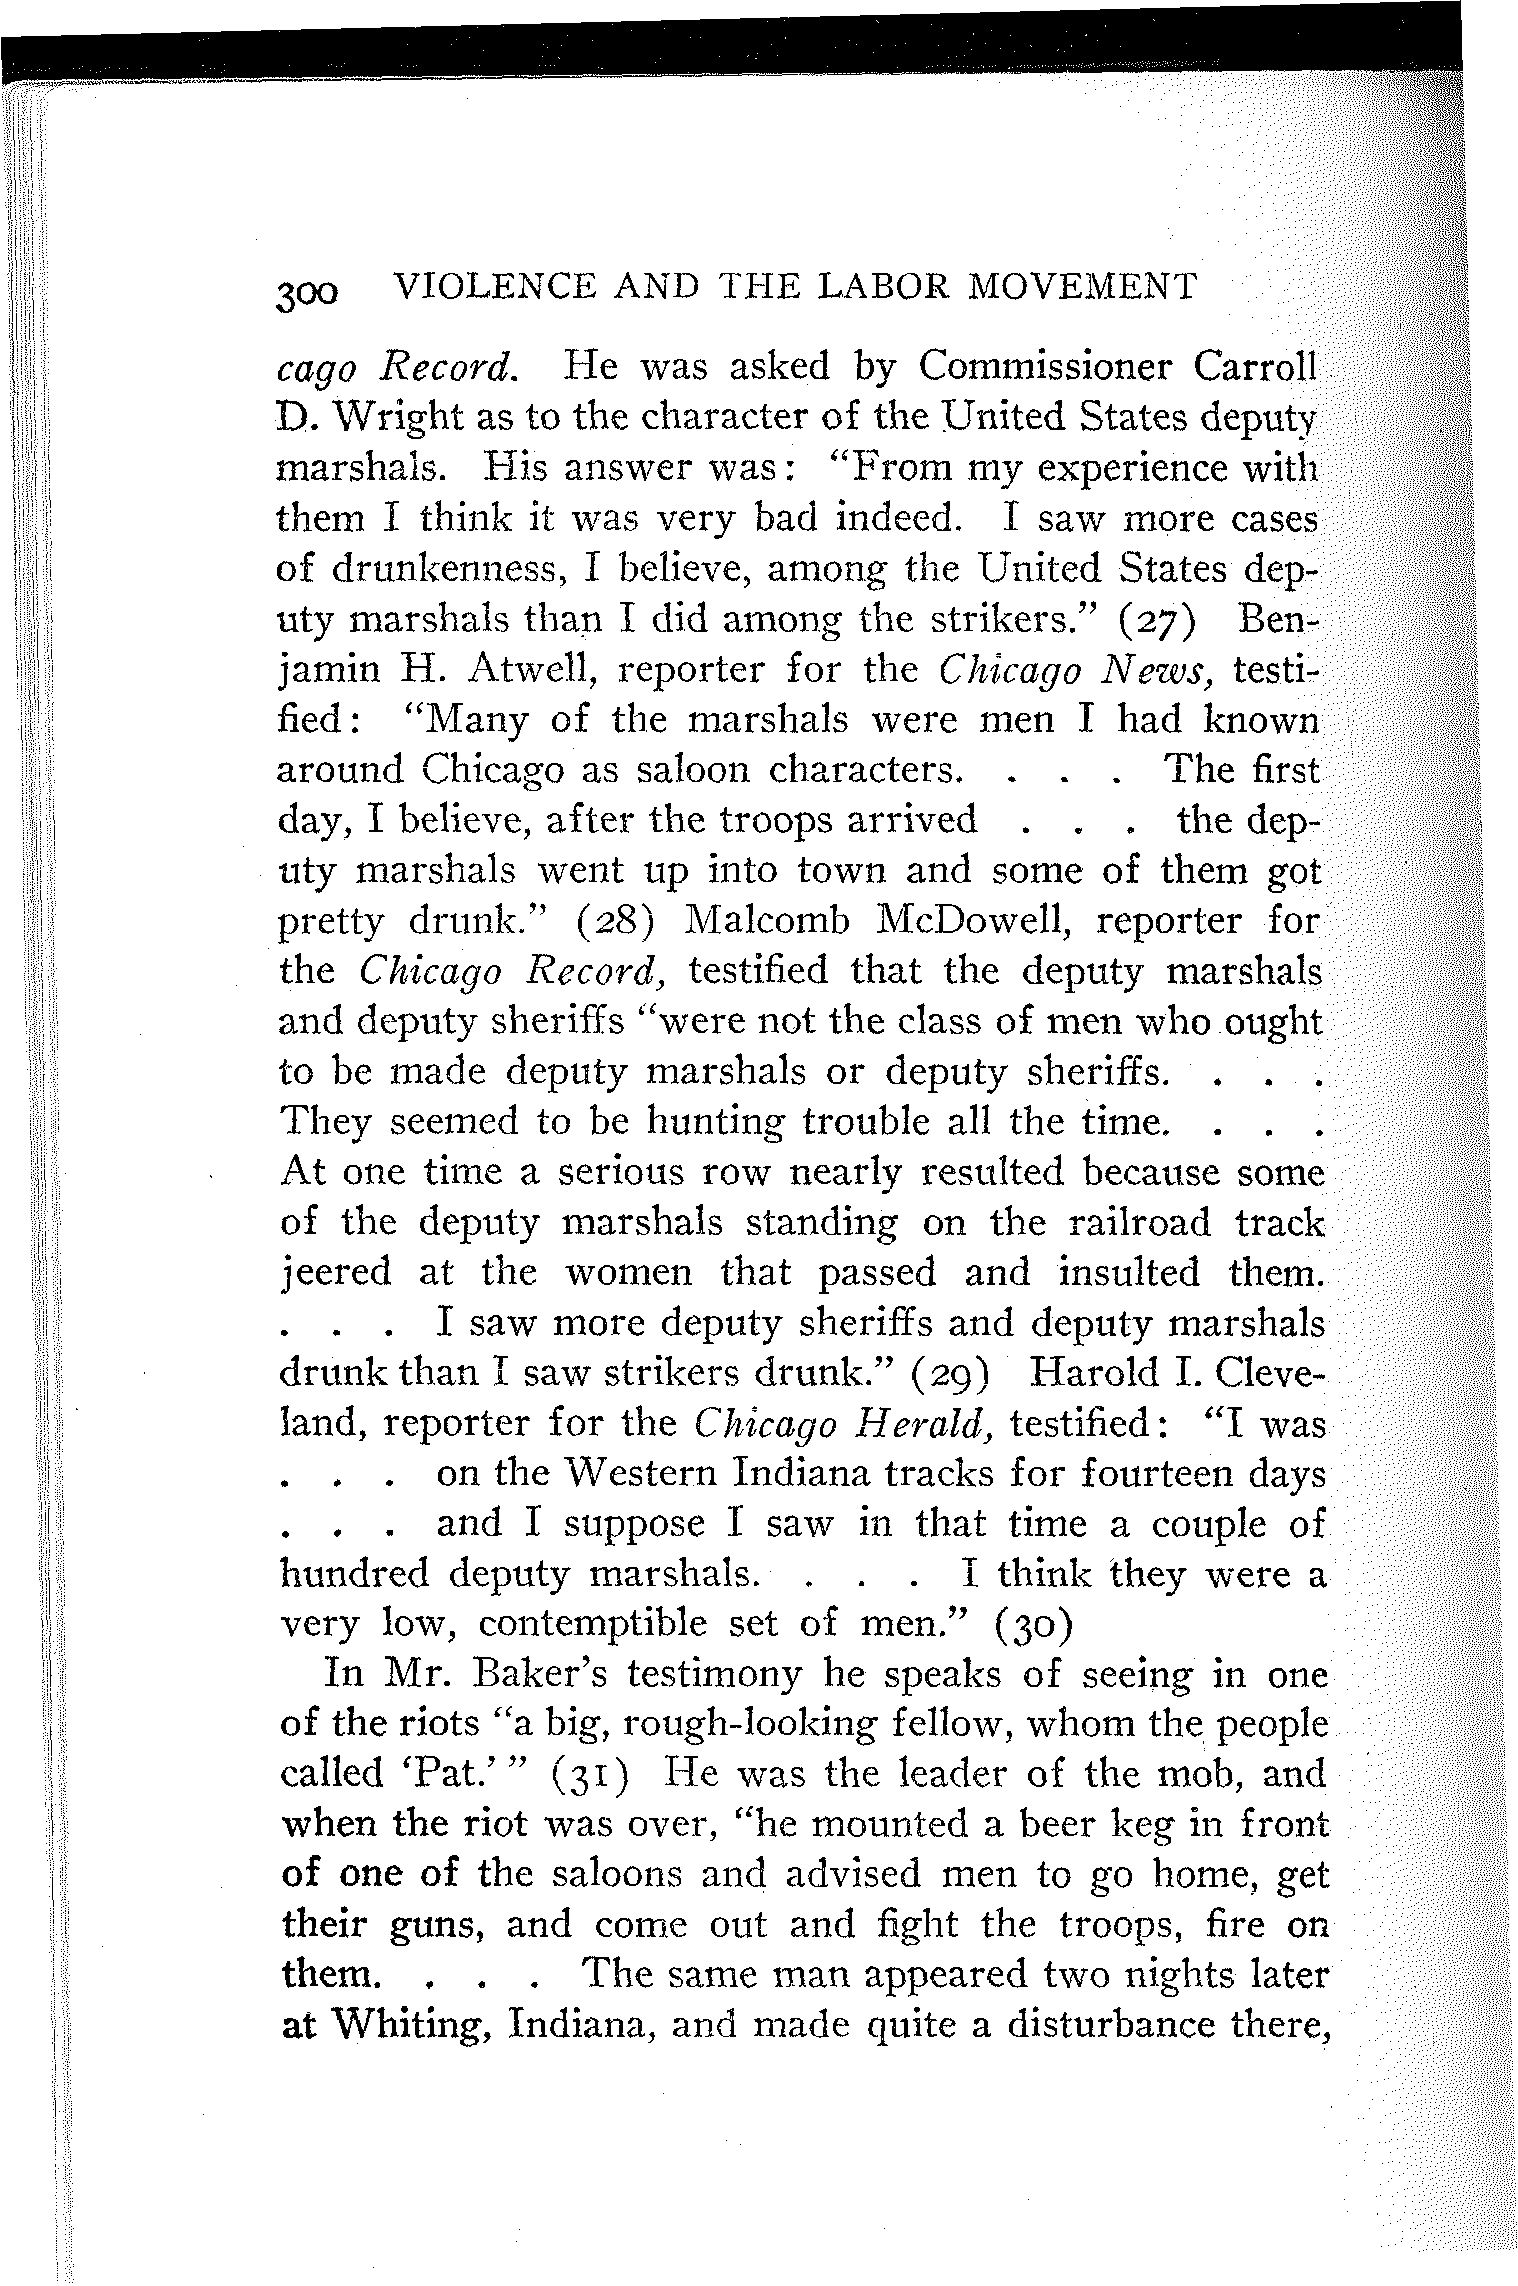 300 VIOLENCE AND THE LABOR MOVEMENT
cago Record. He was asked by Commissioner Carroll
D. Wright as to the character of the United States deputy
marshals. His answer was: "From my experience with
them I think it was very bad indeed. I saw more cases
of drunkenness, I believe, among the United States dep-
uty marshals than I did among the strikers." (27) Ben-
jamin H. Atwell, reporter for the Chicago News, testi-
fied: "Many of the marshals were men I had known
around Chicago as saloon characters. . . . The first
day, I believe, after the troops arrived . . . the dep-
uty marshals went up into town and some of them got
pretty drunk." (28) Malcomb McDowell, reporter for
the Chicago Record, testified that the deputy marshals
and deputy sheriffs "were not the class of men who ought
to be made deputy marshals or deputy sheriffs. . . .
They seemed to be hunting trouble all the time. . . .
At one time a serious row nearly resulted because some
of the deputy marshals standing on the railroad track
jeered at the women that passed and insulted them.
. . . I saw more deputy sheriffs and deputy marshals
drunk than I saw strikers drunk." (29) Harold I. Cleve-
land, reporter for the Chicago Herald, testified: "I was
. . . on the Western Indiana tracks for fourteen days
. . . and I suppose I saw in that time a couple of
hundred deputy marshals. . . . I think they were a
very low, contemptible set of men." (30)
In Mr. Baker's testimony he speaks of seeing in one
of the riots "a big, rough-looking fellow, whom the people
called 'Pat.' " (31) He was the leader of the mob, and
when the riot was over, "he mounted a beer keg in front
of one of the saloons and advised men to go home, get
their guns, and come out and fight the troops, fire on
them. . . . The same man appeared two nights later
at Whiting, Indiana, and made quite a disturbance there,